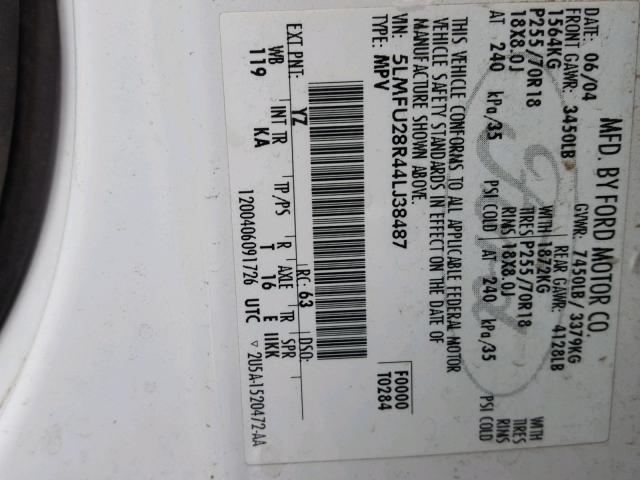 MFD. BY FORD MOTOR CO.
DATE: 06/04 GVWR: 7450LB/ 3379KG
FRONT GAWR: 3450LB REAR GAWR: 4128LB
1564KG WITH 1872KG WITH
P255/70R18 TIRES P255/70R18 TIRES
18X8.0J RIMS 18X8.0J RIMS
AT 240 kPa/35 PSI COLD AT 240 kPa/35 PSI COLD
THIS VEHICLE CONFORMS TO ALL APPLICABLE FEDERAL MOTOR
VEHICLE SAFETY STANDARDS IN EFFECT ON THE DATE OF
MANUFACTURE SHOWN ABOVE.
VIN: 5LMFU28R44LJ38487 F0000
TYPE: MPV T0284
EXT PNT: YZ RC: 63 DSO:
WB INT TR TP/PS R AXLE TR SPR
119 KA T 16 E IIKK
1200406091726 UTC ▽ 2U5A-1520472-AA